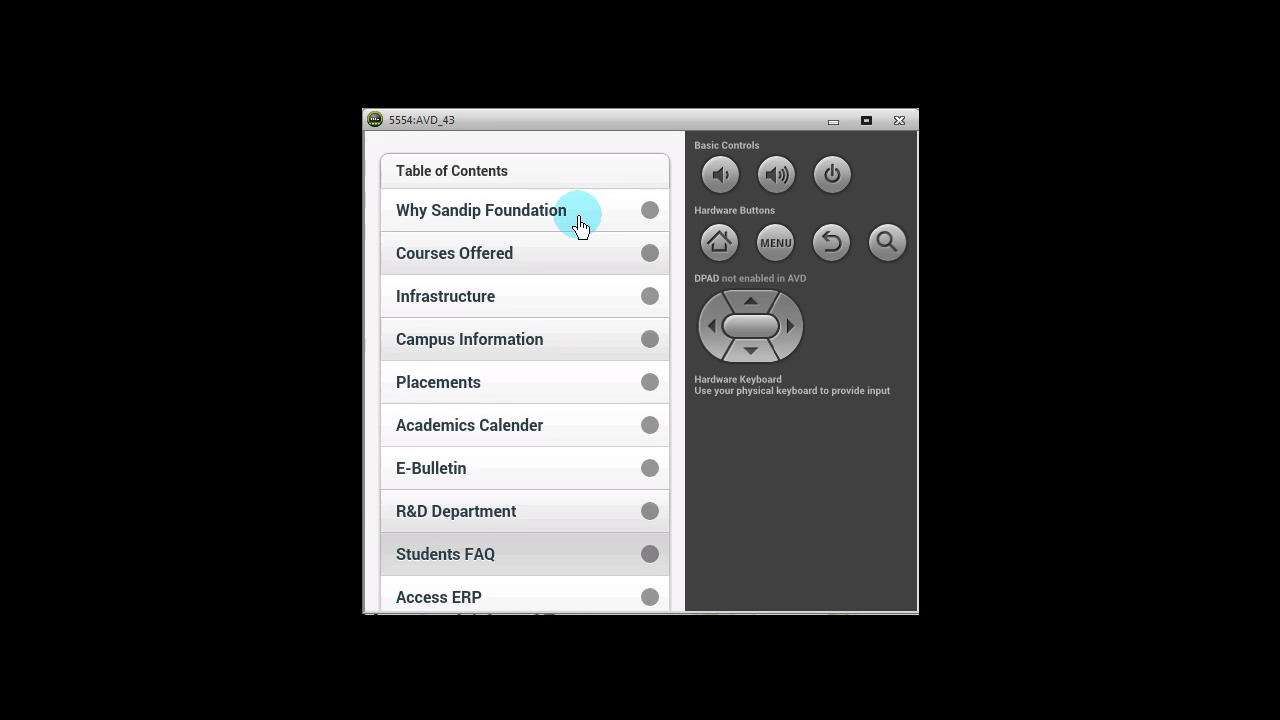 5554:AVD_43
Table of Contents
Why Sandip Foundation
Courses Offered
Infrastructure
Campus Information
Placements
Academics Calender
E-Bulletin
R&D Department
Students FAQ
Access ERP
Basic Controls
Hardware Buttons
MENU
DPAD not enabled in AVD
Hardware Keyboard
Use your physical keyboard to provide input